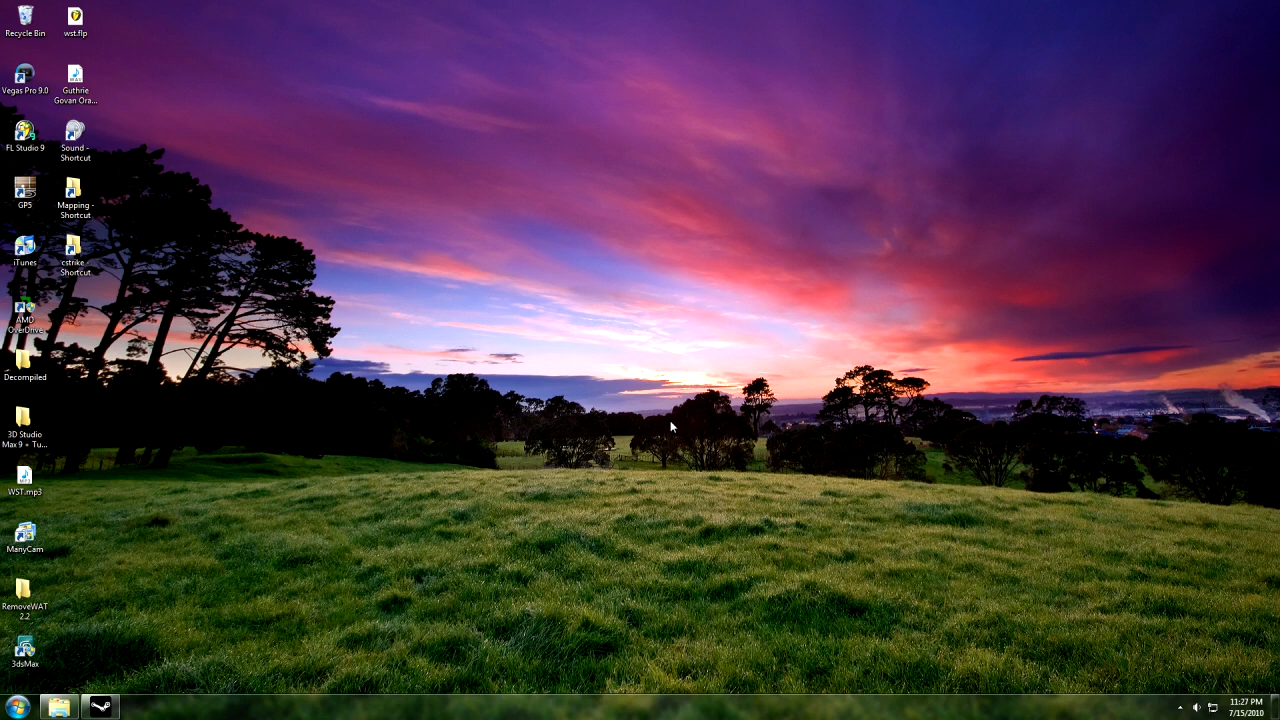 Recycle Bin
wst.flp
Vegas Pro 9.0
Guthrie
Govan Ora...
FL Studio 9
Sound -
Shortcut
GP5
Mapping -
Shortcut
iTunes
cstrike -
Shortcut
AMD
OverDrive
Decompiled
3D Studio
Max 9 + Tu...
WST.mp3
ManyCam
RemoveWAT
2.2
3dsMax
11:27 PM
7/15/2010